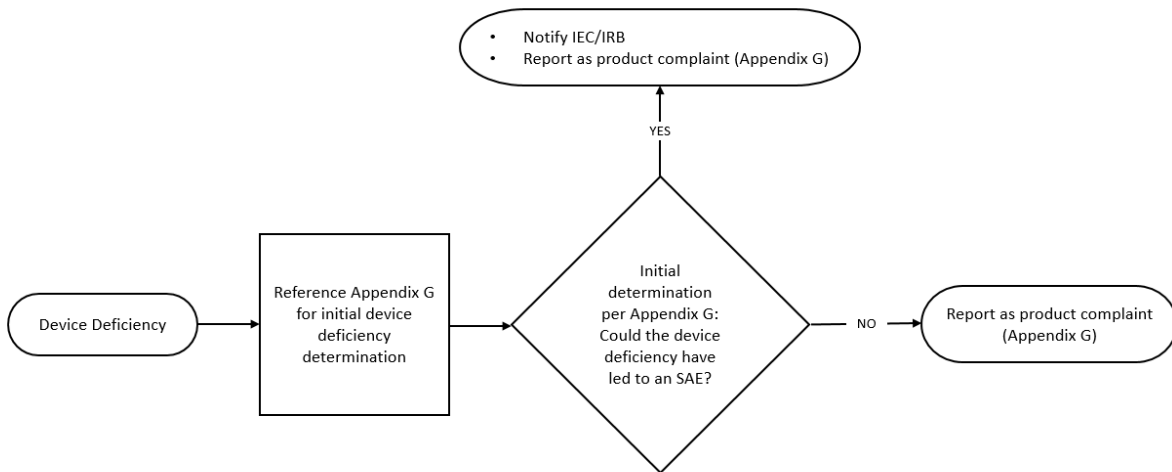 • Notify IEC/IRB
• Report as product complaint (Appendix G)
YES
Device Deficiency
Reference Appendix G
for initial device
deficiency
determination
Initial
determination
per Appendix G:
Could the device
deficiency have
led to an SAE?
NO
Report as product complaint
(Appendix G)